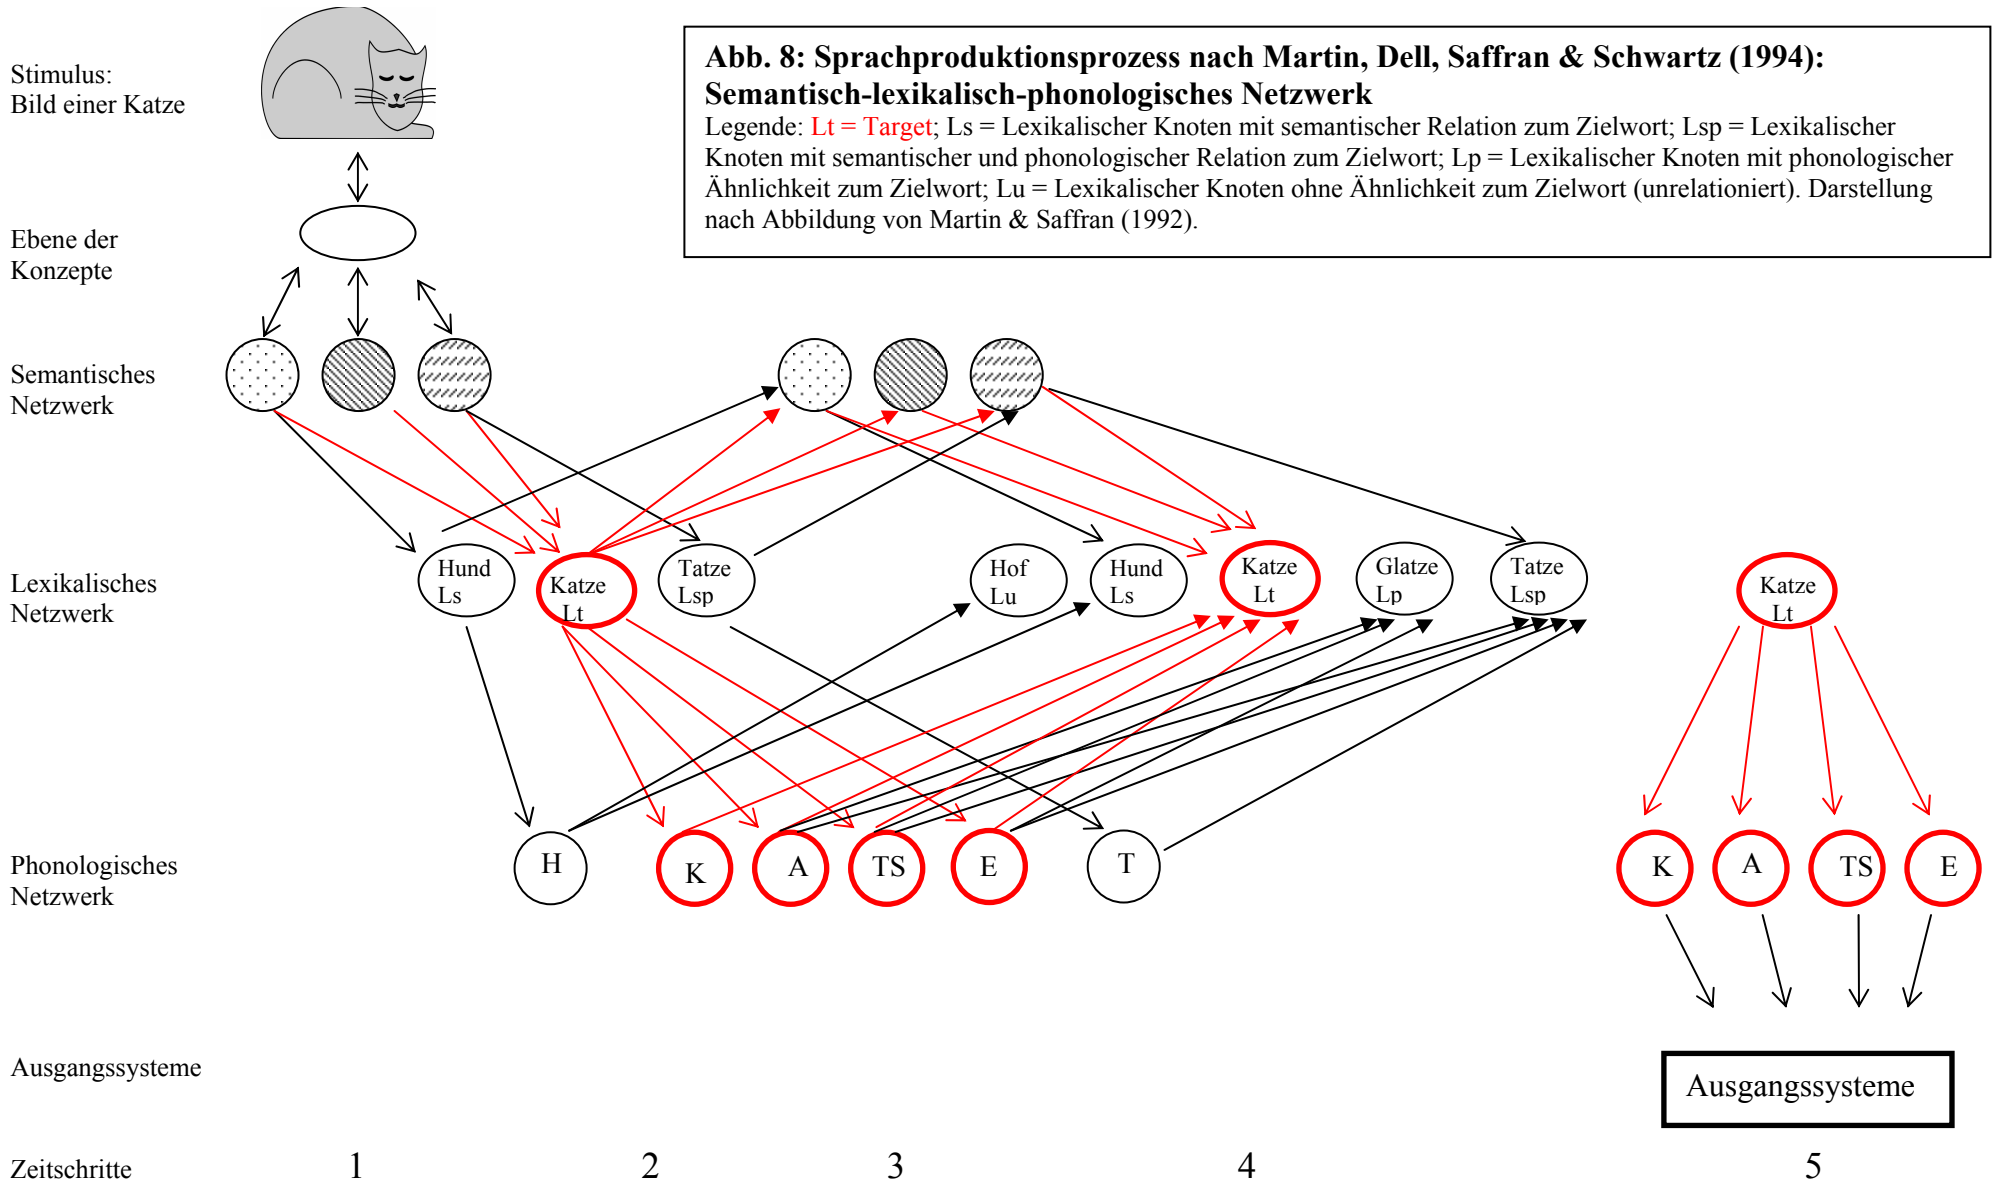 Stimulus:
Bild einer Katze
Abb. 8: Sprachproduktionsprozess nach Martin, Dell, Saffran & Schwartz (1994):
Semantisch-lexikalisch-phonologisches Netzwerk
Legende: Lt = Target; Ls = Lexikalischer Knoten mit semantischer Relation zum Zielwort; Lsp = Lexikalischer
Knoten mit semantischer und phonologischer Relation zum Zielwort; Lp = Lexikalischer Knoten mit phonologischer
Ähnlichkeit zum Zielwort; Lu = Lexikalischer Knoten ohne Ähnlichkeit zum Zielwort (unrelationiert). Darstellung
nach Abbildung von Martin & Saffran (1992).
Ebene der
Konzepte
Semantisches
Netzwerk
Lexikalisches
Netzwerk
Hund
Ls
Katze
Lt
Tatze
Lsp
Hof
Lu
Hund
Ls
Katze
Lt
Glatze
Lp
Tatze
Lsp
Katze
Lt
Phonologisches
Netzwerk
H
K
A
TS
E
T
K
A
TS
E
Ausgangssysteme
Ausgangssysteme
Zeitschritte
1
2
3
4
5